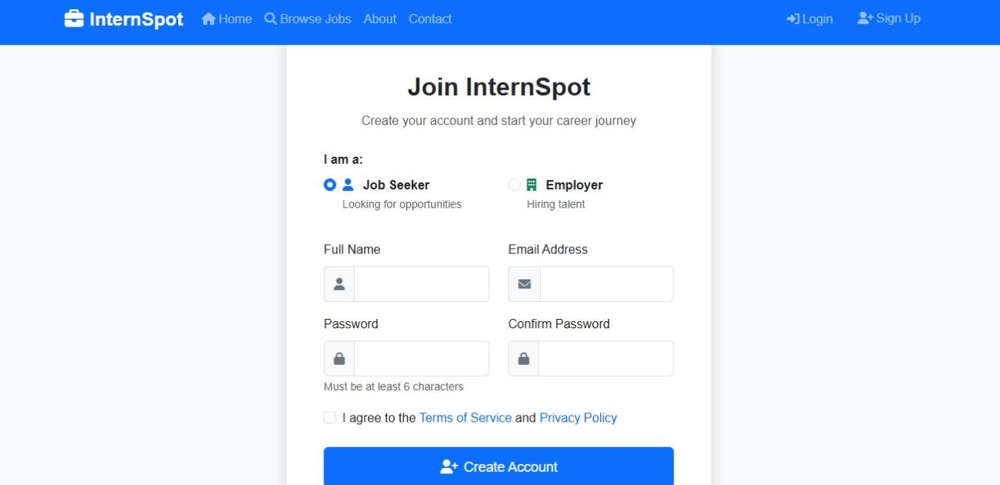 InternSpot Home Browse Jobs About Contact Login Sign Up
Join InternSpot
Create your account and start your career journey
I am a:
Job Seeker Employer
Looking for opportunities Hiring talent
Full Name Email Address
Password Confirm Password
Must be at least 6 characters
I agree to the Terms of Service and Privacy Policy
Create Account